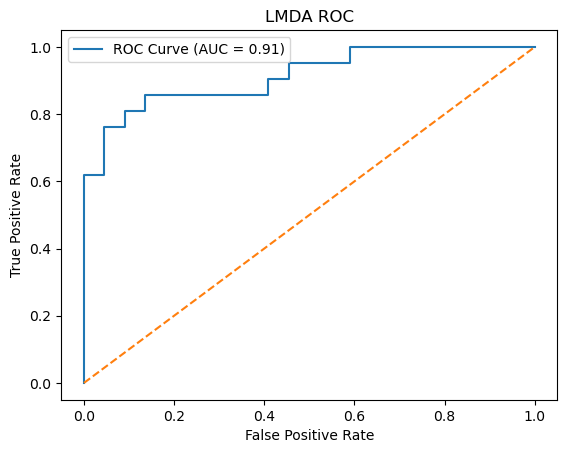 LMDA ROC
ROC Curve (AUC = 0.91)
1.0
0.8
0.6
0.4
0.2
0.0
True Positive Rate
0.0 0.2 0.4 0.6 0.8 1.0
False Positive Rate